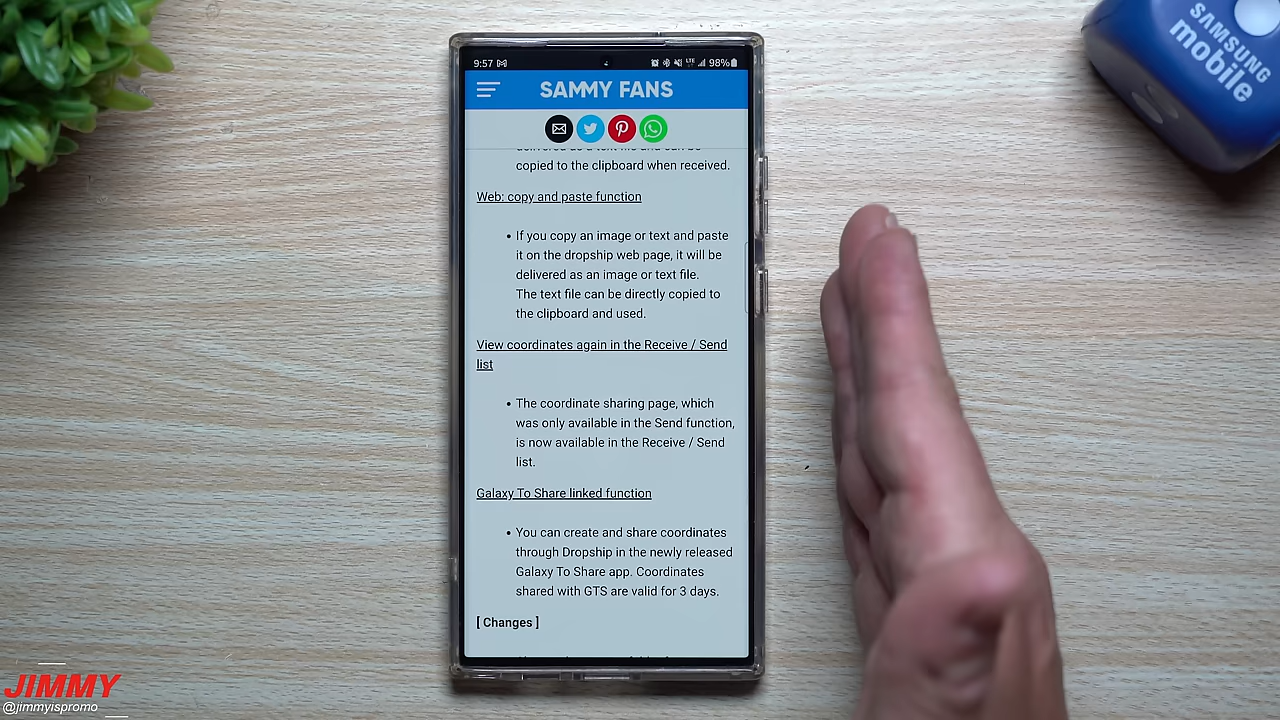 SAMSUNG
mobile
9:57
LTE
98%
SAMMY FANS
copied to the clipboard when received.
Web: copy and paste function
• If you copy an image or text and paste
it on the dropship web page, it will be
delivered as an image or text file.
The text file can be directly copied to
the clipboard and used.
View coordinates again in the Receive / Send
list
• The coordinate sharing page, which
was only available in the Send function,
is now available in the Receive / Send
list.
Galaxy To Share linked function
• You can create and share coordinates
through Dropship in the newly released
Galaxy To Share app. Coordinates
shared with GTS are valid for 3 days.
[ Changes ]
JIMMY
@jimmyispromo